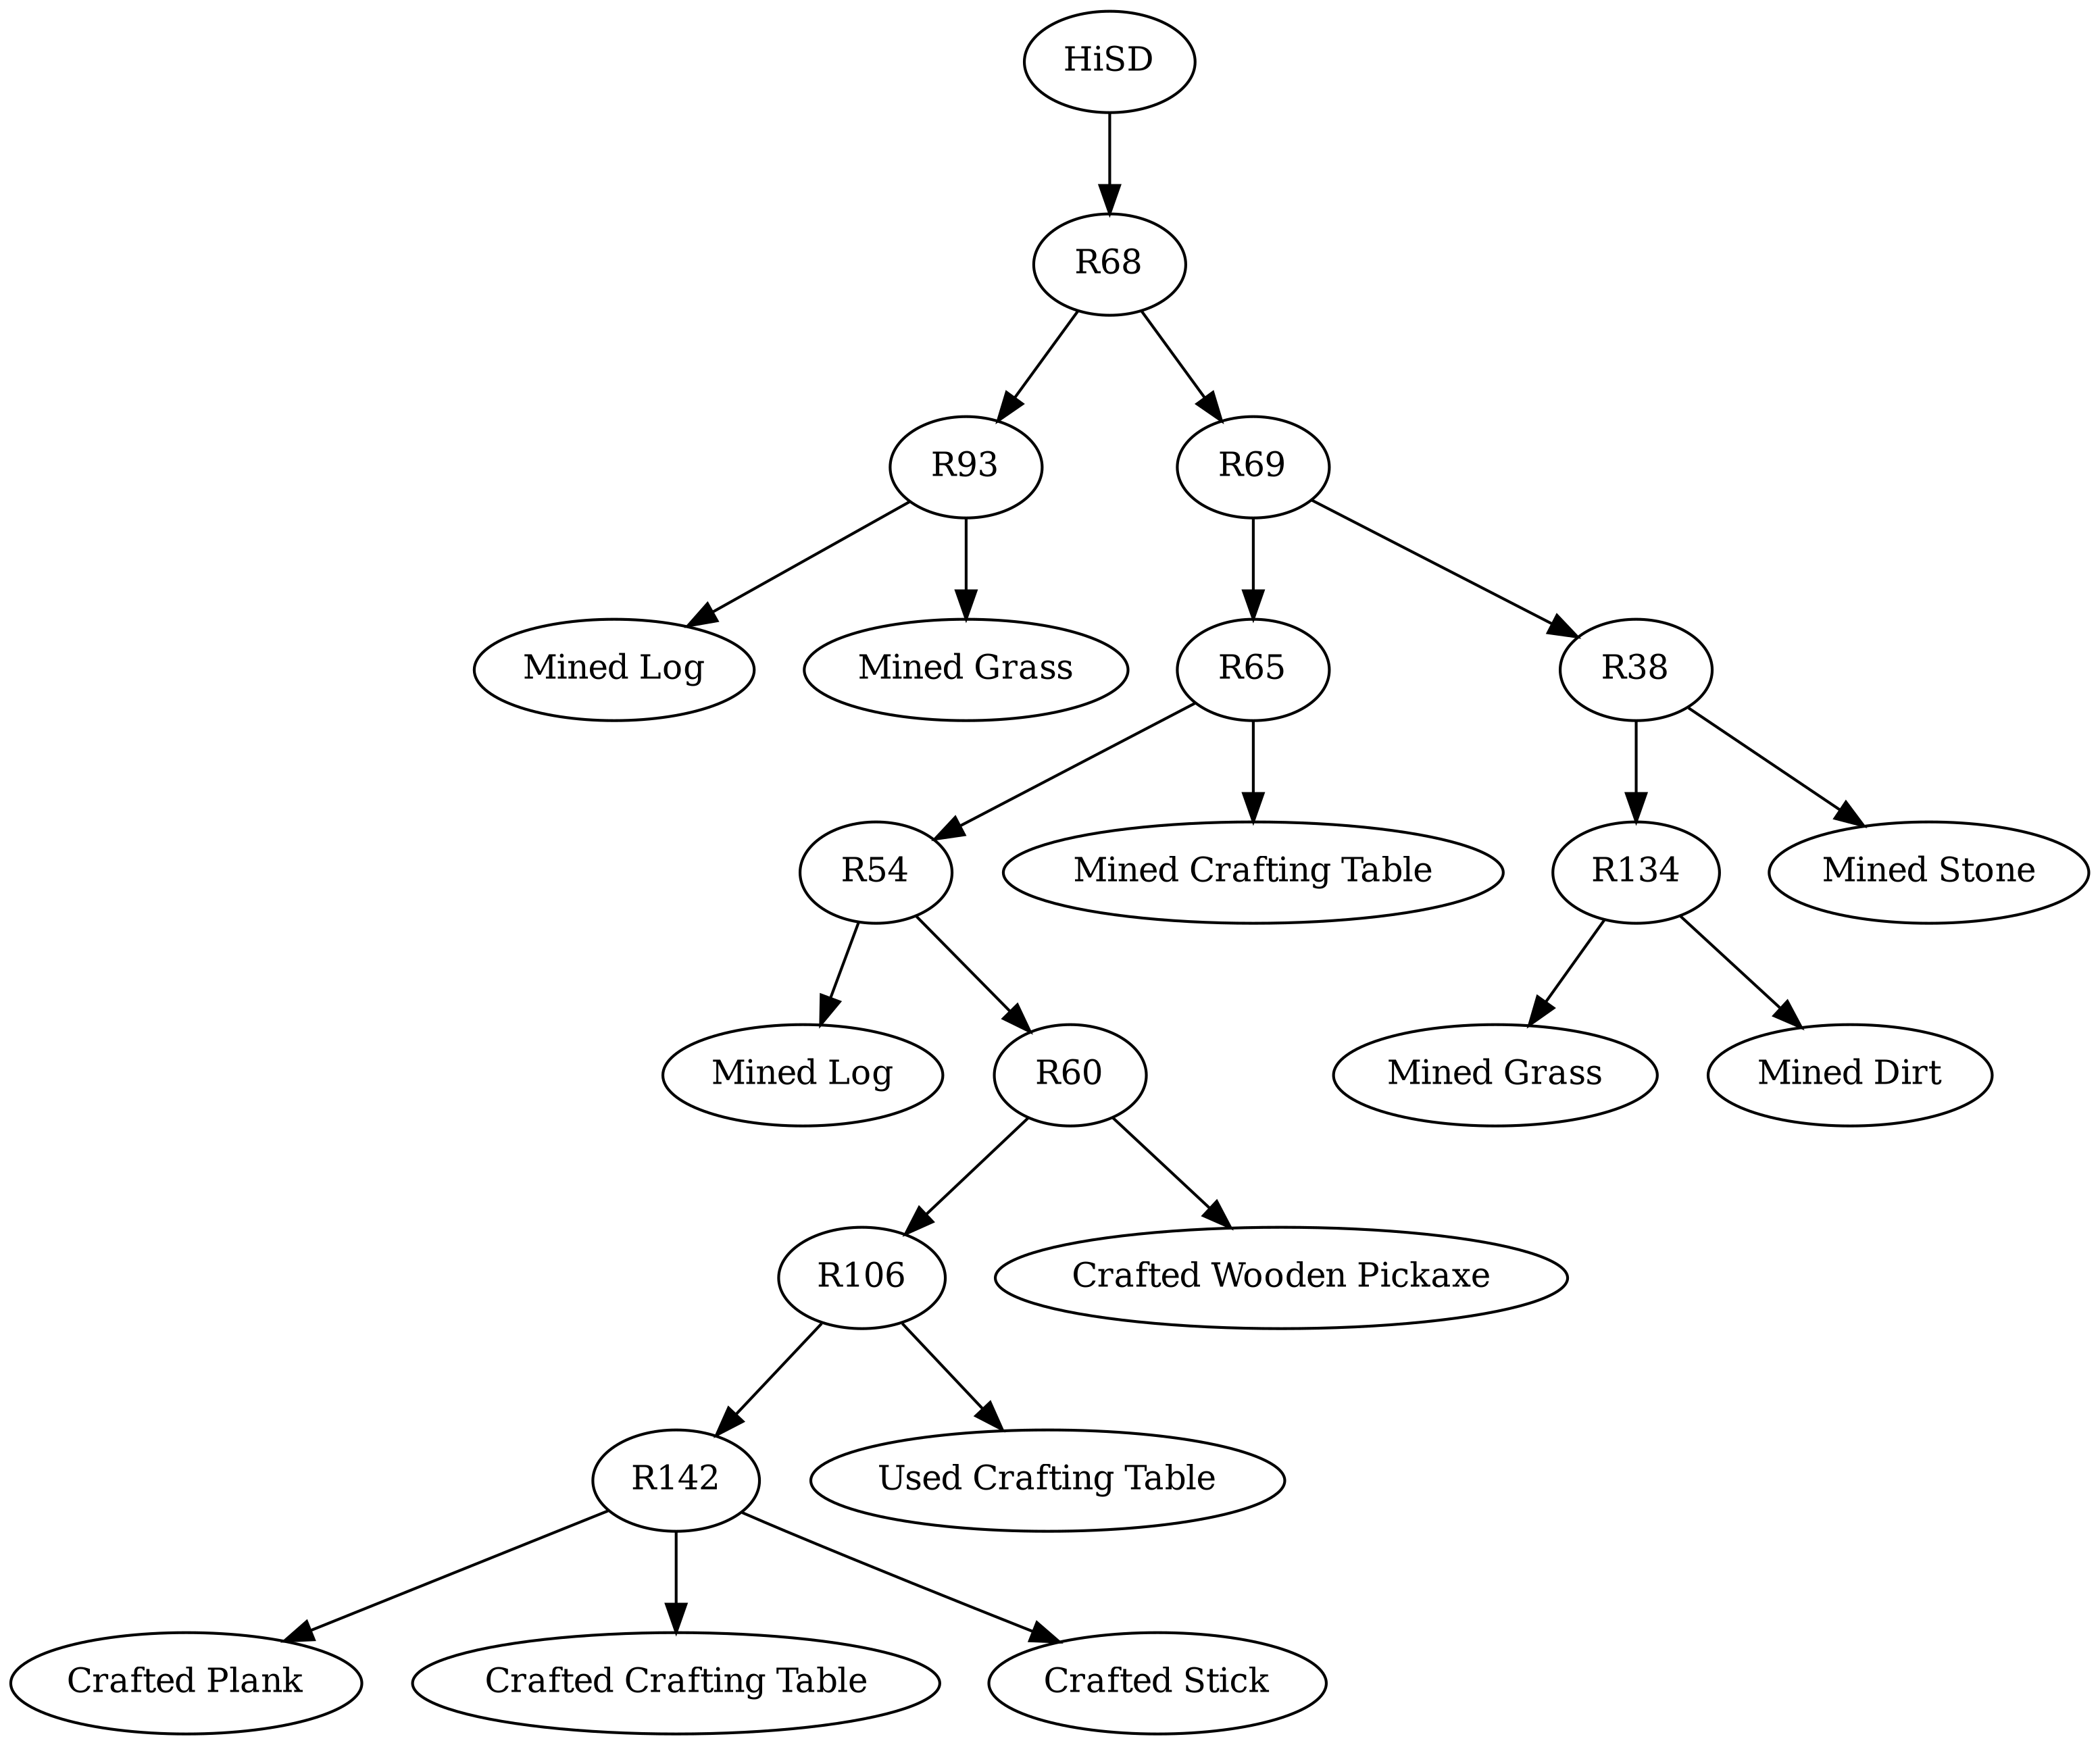 HiSD
R68
R93
R69
Mined Log
Mined Grass
R65
R38
R54
Mined Crafting Table
R134
Mined Stone
Mined Log
R60
Mined Grass
Mined Dirt
R106
Crafted Wooden Pickaxe
R142
Used Crafting Table
Crafted Plank
Crafted Crafting Table
Crafted Stick